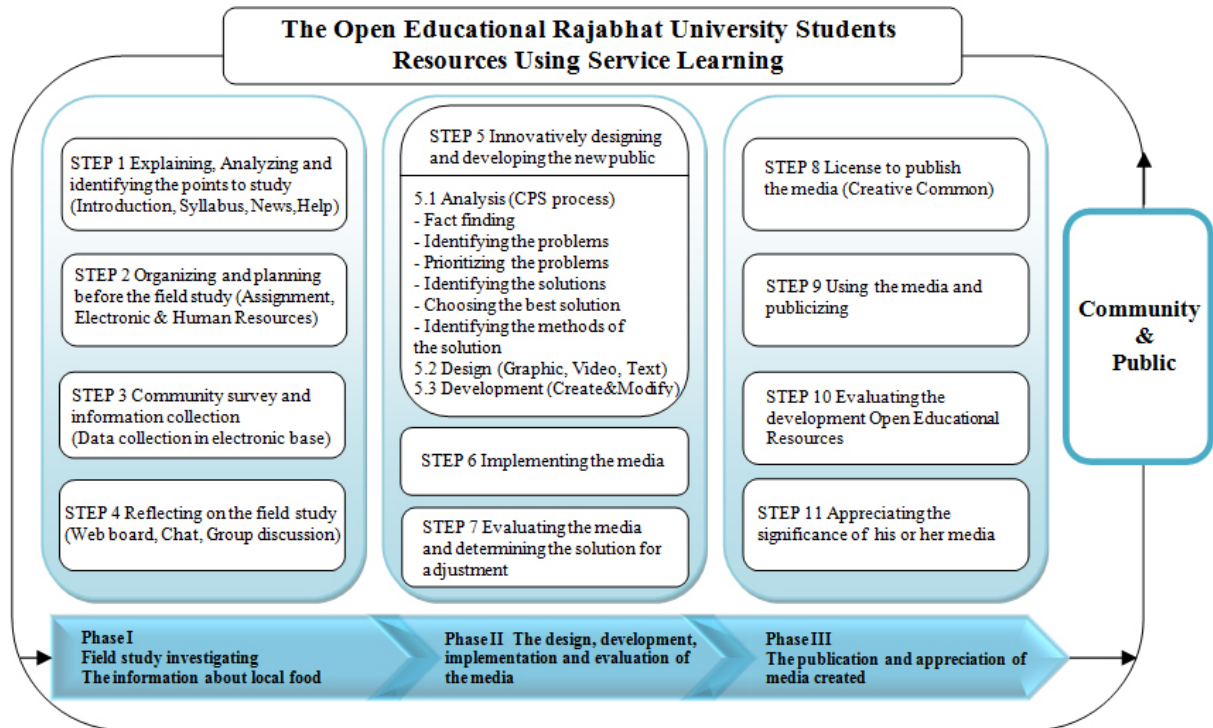 The Open Educational Rajabhat University Students
Resources Using Service Learning
STEP 1 Explaining, Analyzing and
identifying the points to study
(Introduction, Syllabus, News,Help)
STEP 2 Organizing and planning
before the field study (Assignment,
Electronic & Human Resources)
STEP 3 Community survey and
information collection
(Data collection in electronic base)
STEP 4 Reflecting on the field study
(Web board, Chat, Group discussion)
STEP 5 Innovatively designing
and developing the new public
5.1 Analysis (CPS process)
- Fact finding
- Identifying the problems
- Prioritizing the problems
- Identifying the solutions
- Choosing the best solution
- Identifying the methods of
the solution
5.2 Design (Graphic, Video, Text)
5.3 Development (Create&Modify)
STEP 6 Implementing the media
STEP 7 Evaluating the media
and determining the solution for
adjustment
STEP 8 License to publish
the media (Creative Common)
STEP 9 Using the media and
publicizing
STEP 10 Evaluating the
development Open Educational
Resources
STEP 11 Appreciating the
significance of his or her media
Community
&
Public
Phase I
Field study investigating
The information about local food
Phase II The design, development,
implementation and evaluation of
the media
Phase III
The publication and appreciation of
media created